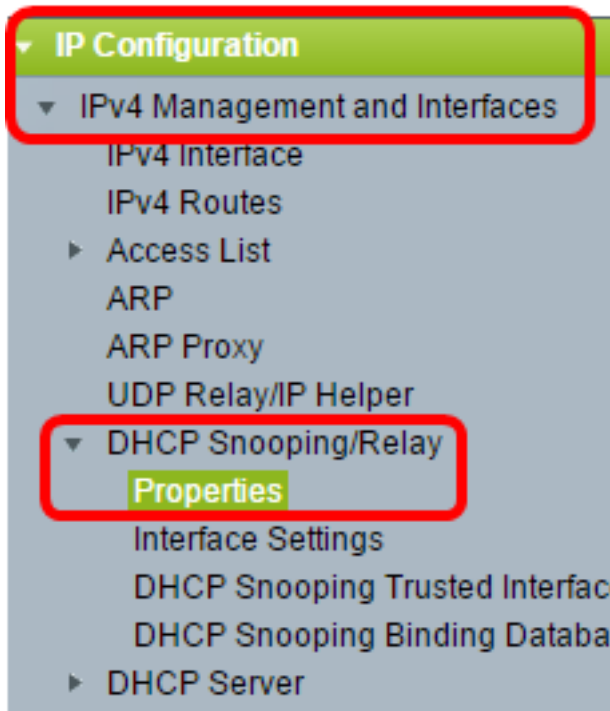 IP Configuration
IPv4 Management and Interfaces
IPv4 Interface
IPv4 Routes
Access List
ARP
ARP Proxy
UDP Relay/IP Helper
DHCP Snooping/Relay
Properties
Interface Settings
DHCP Snooping Trusted Interfac
DHCP Snooping Binding Databa
DHCP Server